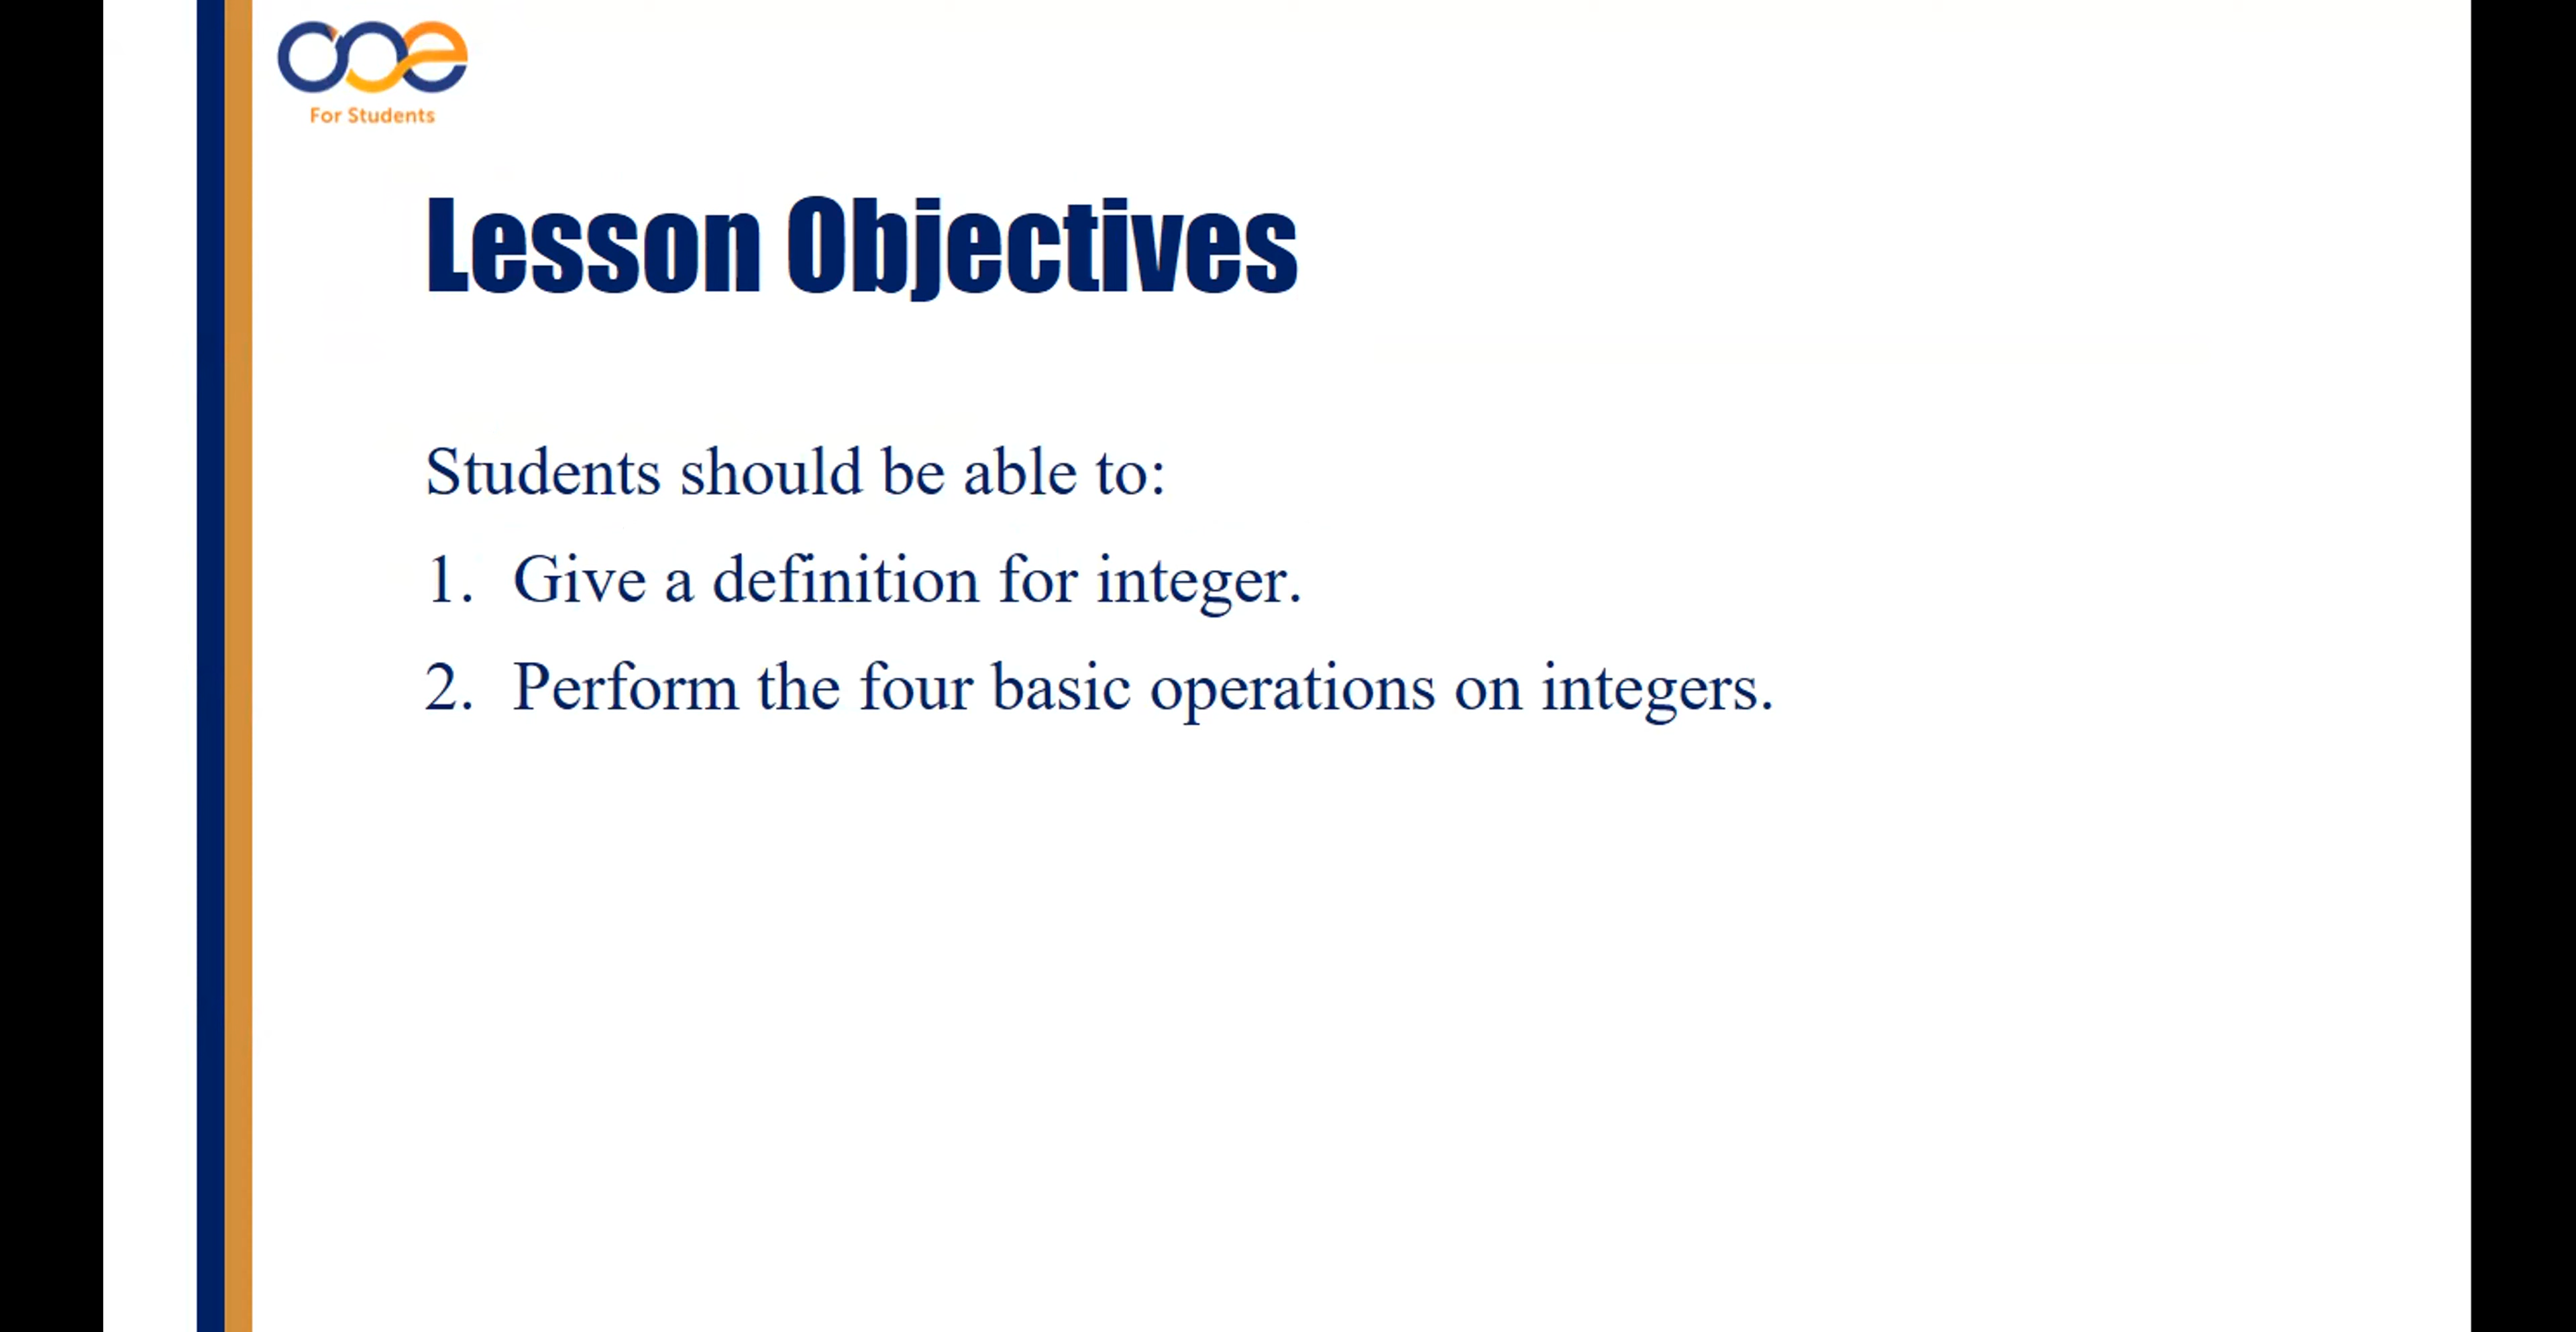 ooe
For Students
Lesson Objectives
Students should be able to:
1. Give a definition for integer.
2. Perform the four basic operations on integers.